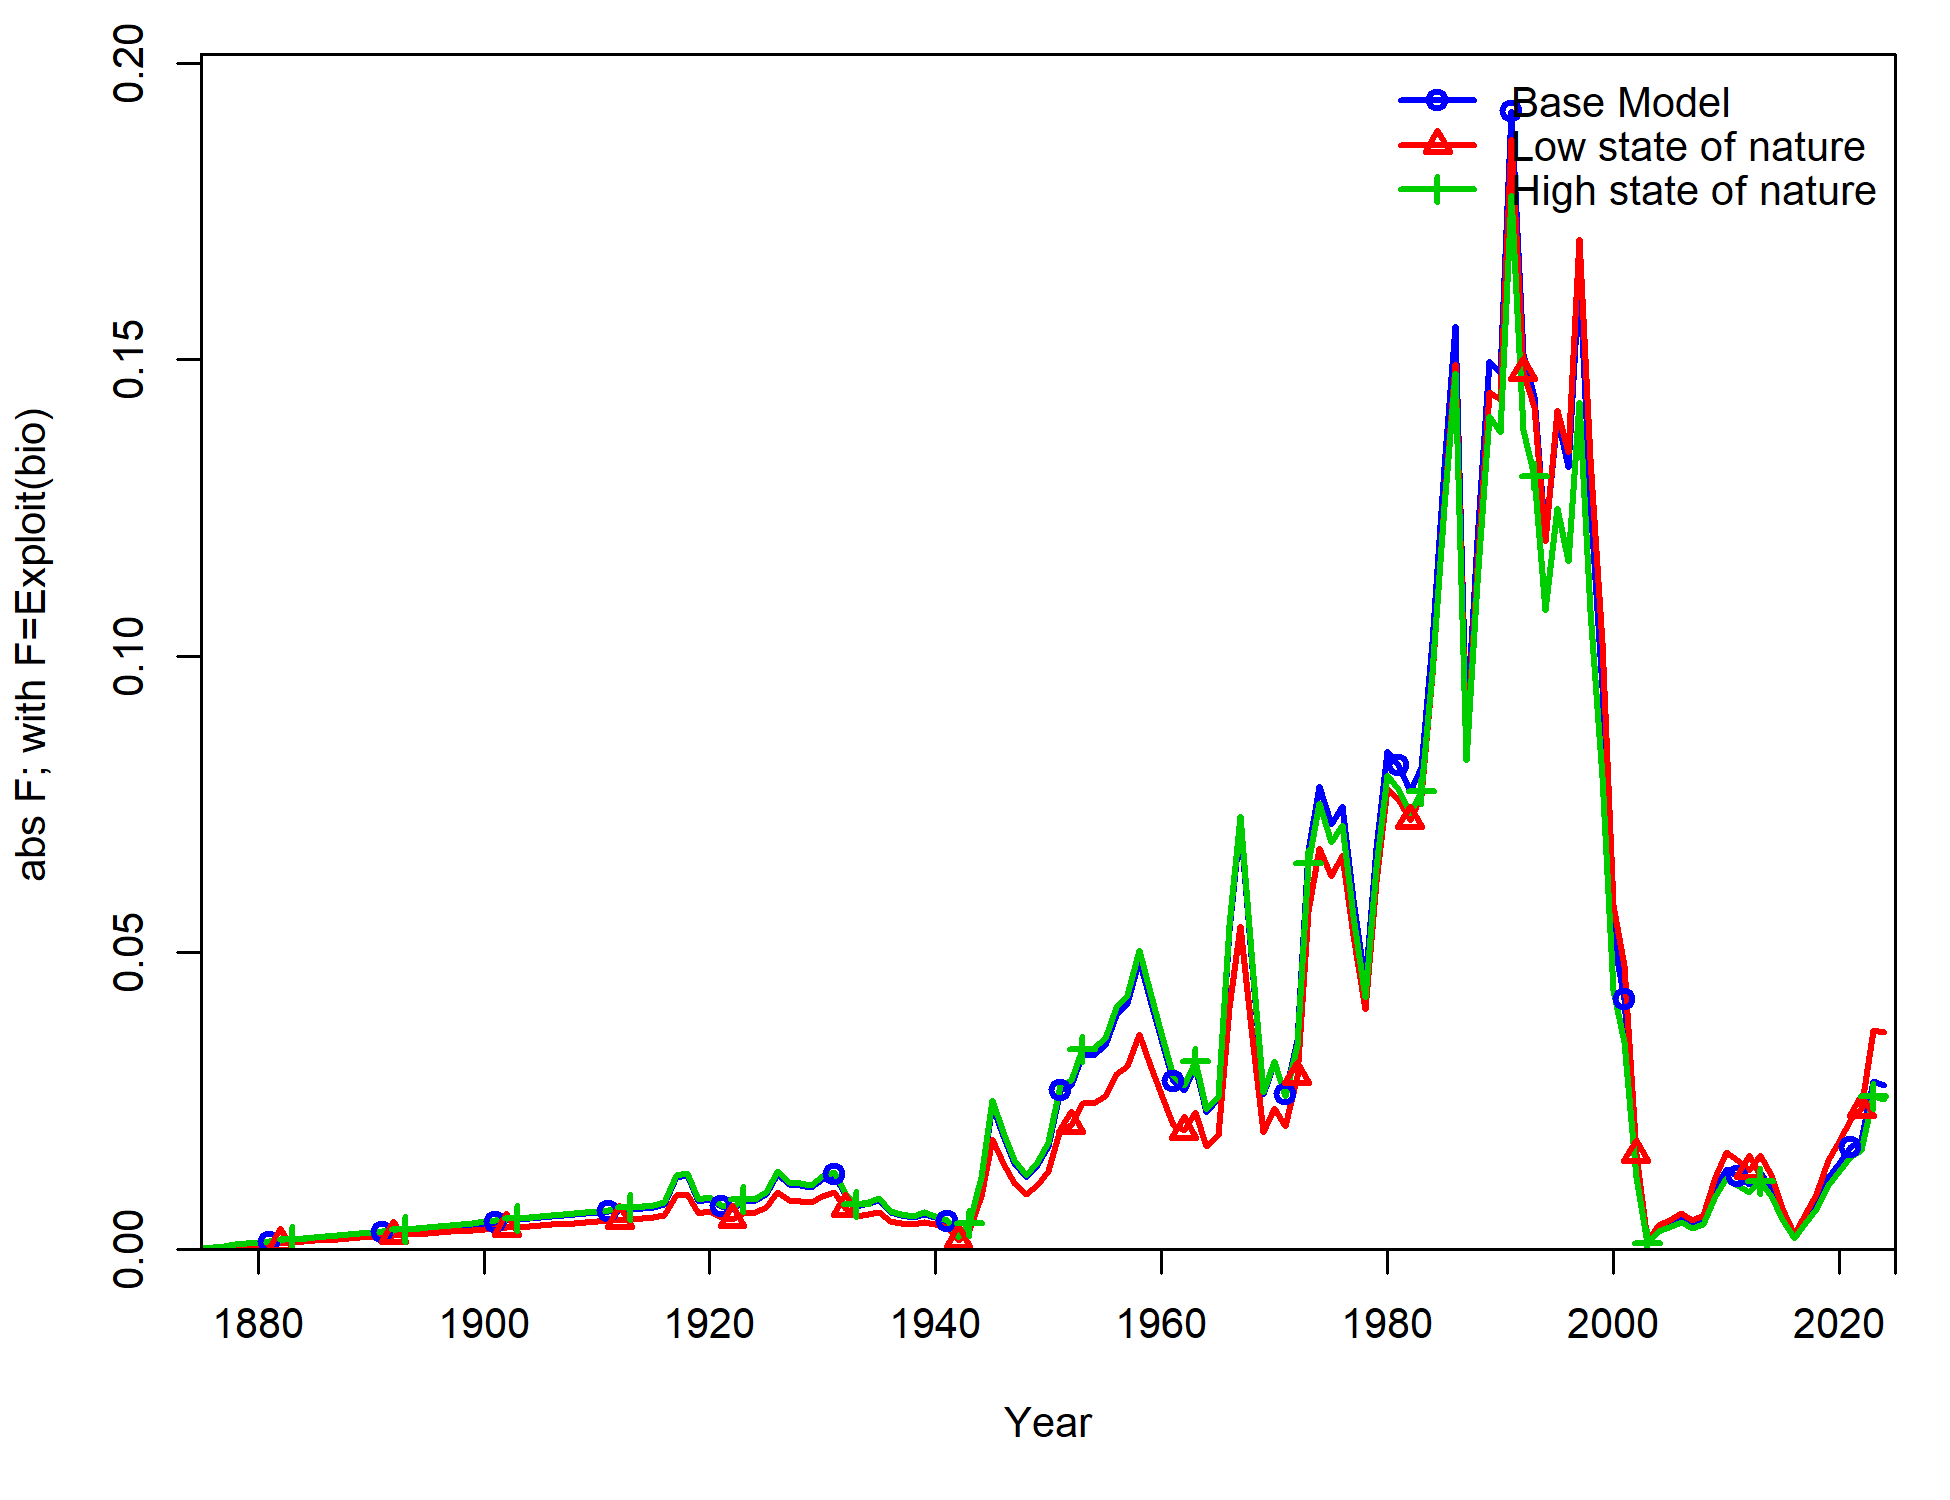 abs F; with F=Exploit(bio)
0.20
0.15
0.10
0.05
0.00
Base Model
Low state of nature
High state of nature
1880 1900 1920 1940 1960 1980 2000 2020
Year